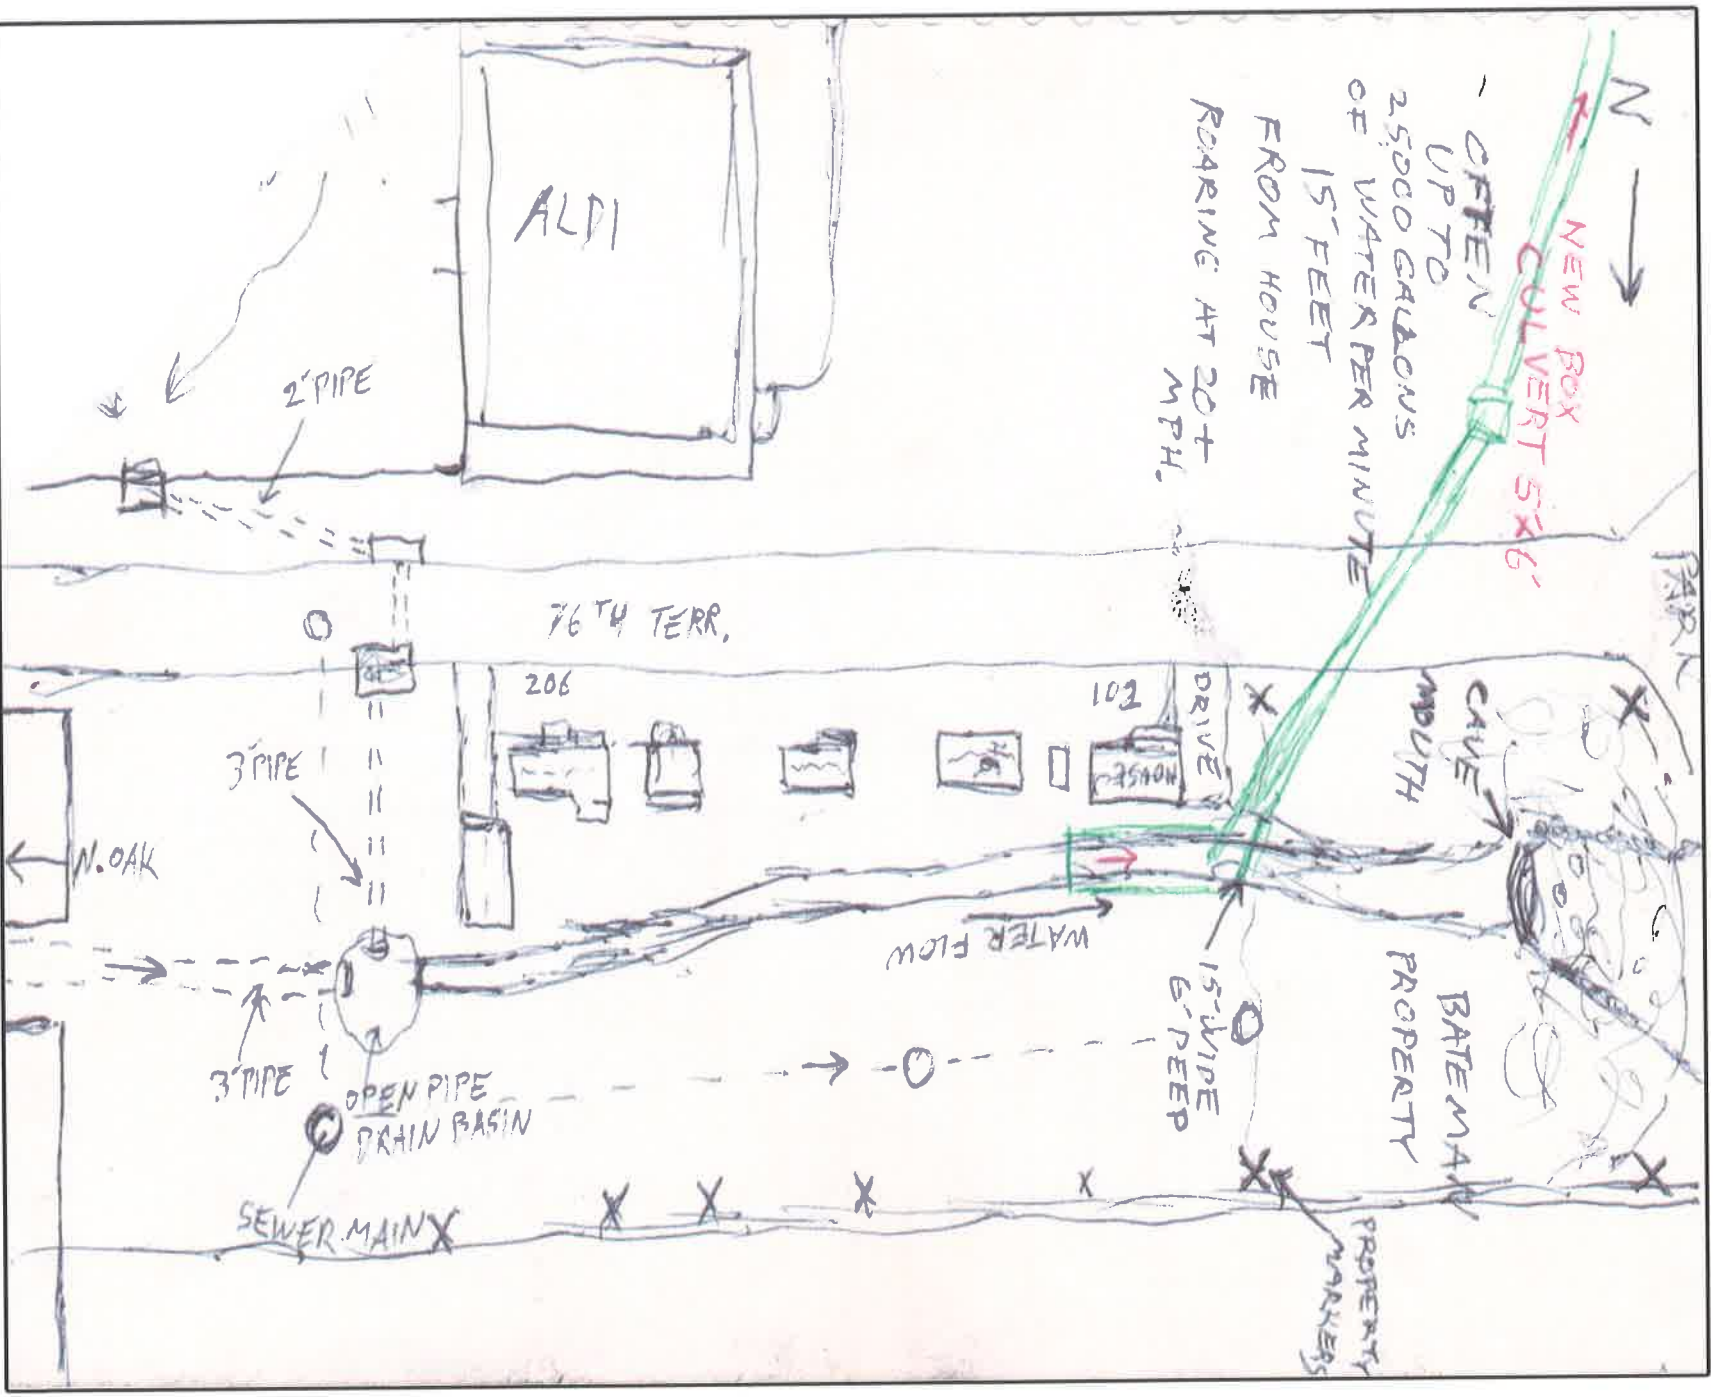 N
NEW BOX
CULVERT 5'X6'
- OFTEN
UP TO
25000 GALLONS
OF WATER PER MINUTE
15' FEET
FROM HOUSE
ROARING AT 20+
MPH.
ALDI
2' PIPE
PARK
76TH TERR.
206
101
DRIVE
HOUSE
CAVE
MOUTH
3' PIPE
N. OAK
WATER FLOW
15' WIDE
6' DEEP
BATEMAN
PROPERTY
3' PIPE
OPEN PIPE
DRAIN BASIN
SEWER MAIN
X
X
X
X
X
X
X
X
X
PROPERTY
MARKERS